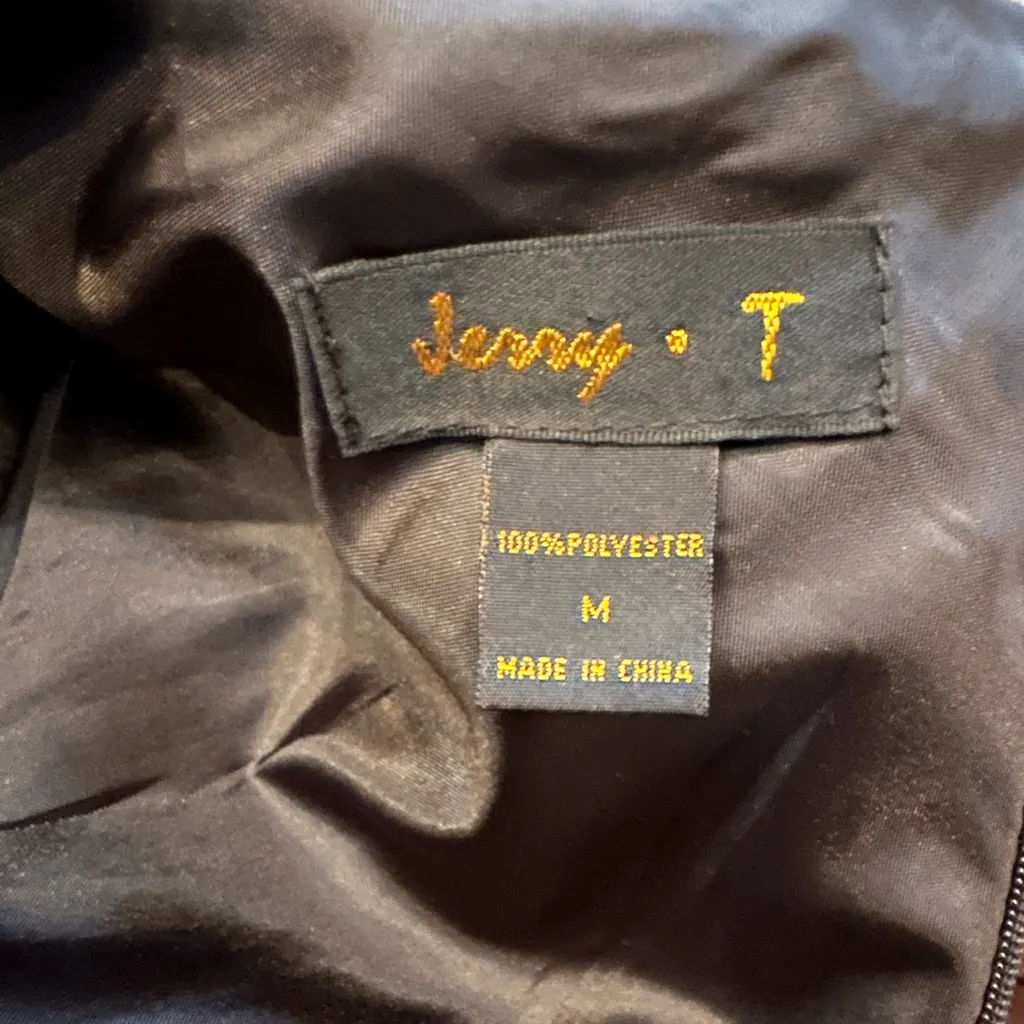 Jerry • T
100%POLYESTER
M
MADE IN CHINA